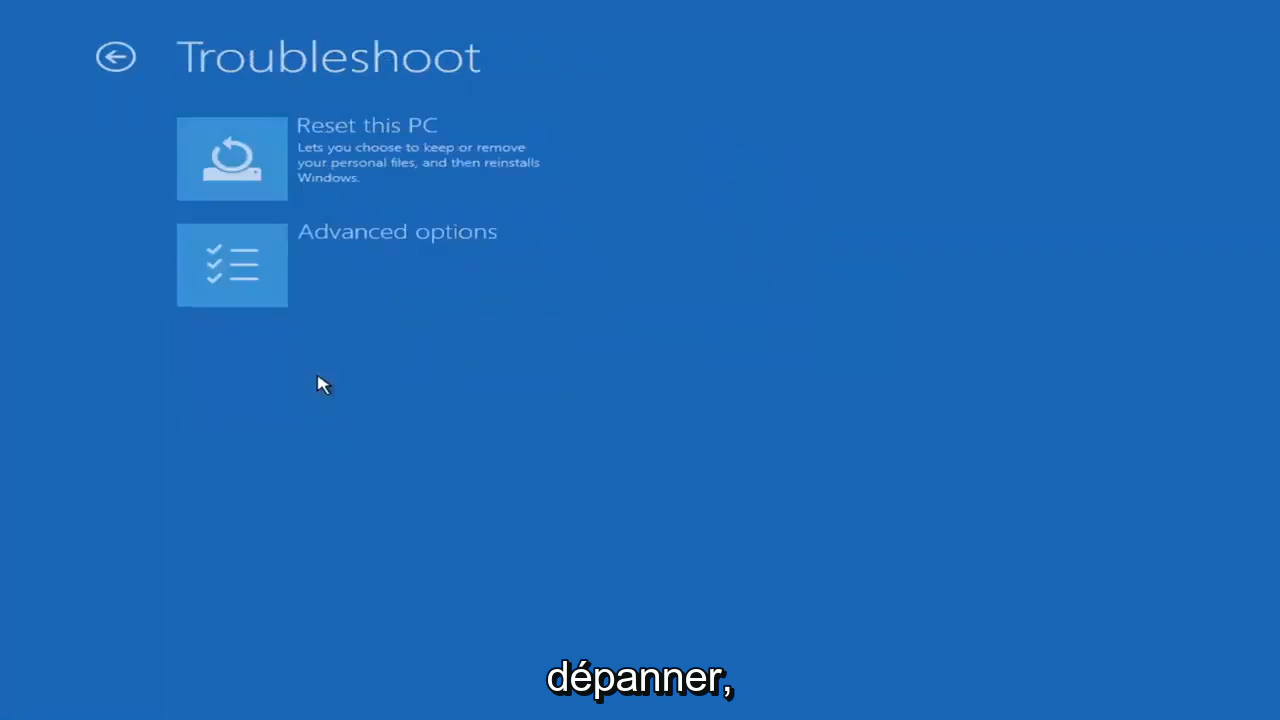 Troubleshoot
Reset this PC
Lets you choose to keep or remove
your personal files, and then reinstalls
Windows.
Advanced options
dépanner,